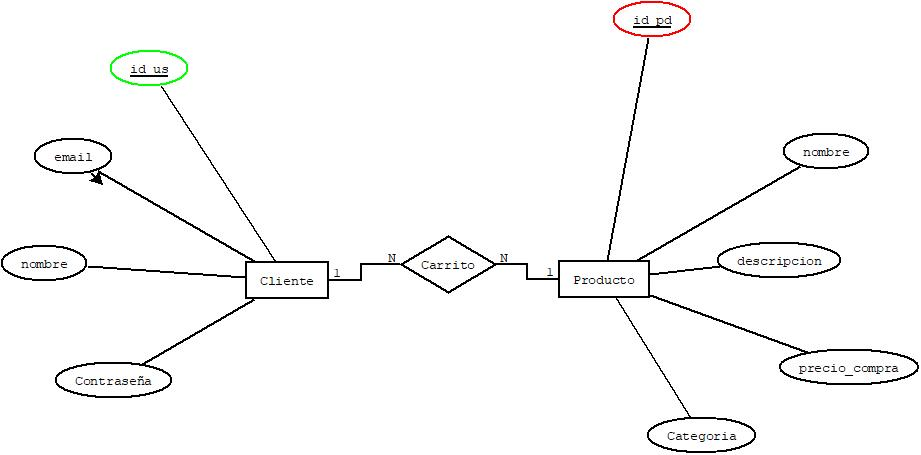 id_pd
id_us
nombre
email
descripcion
nombre
Cliente
1
N
Carrito
N
1
Producto
precio_compra
Contraseña
Categoria